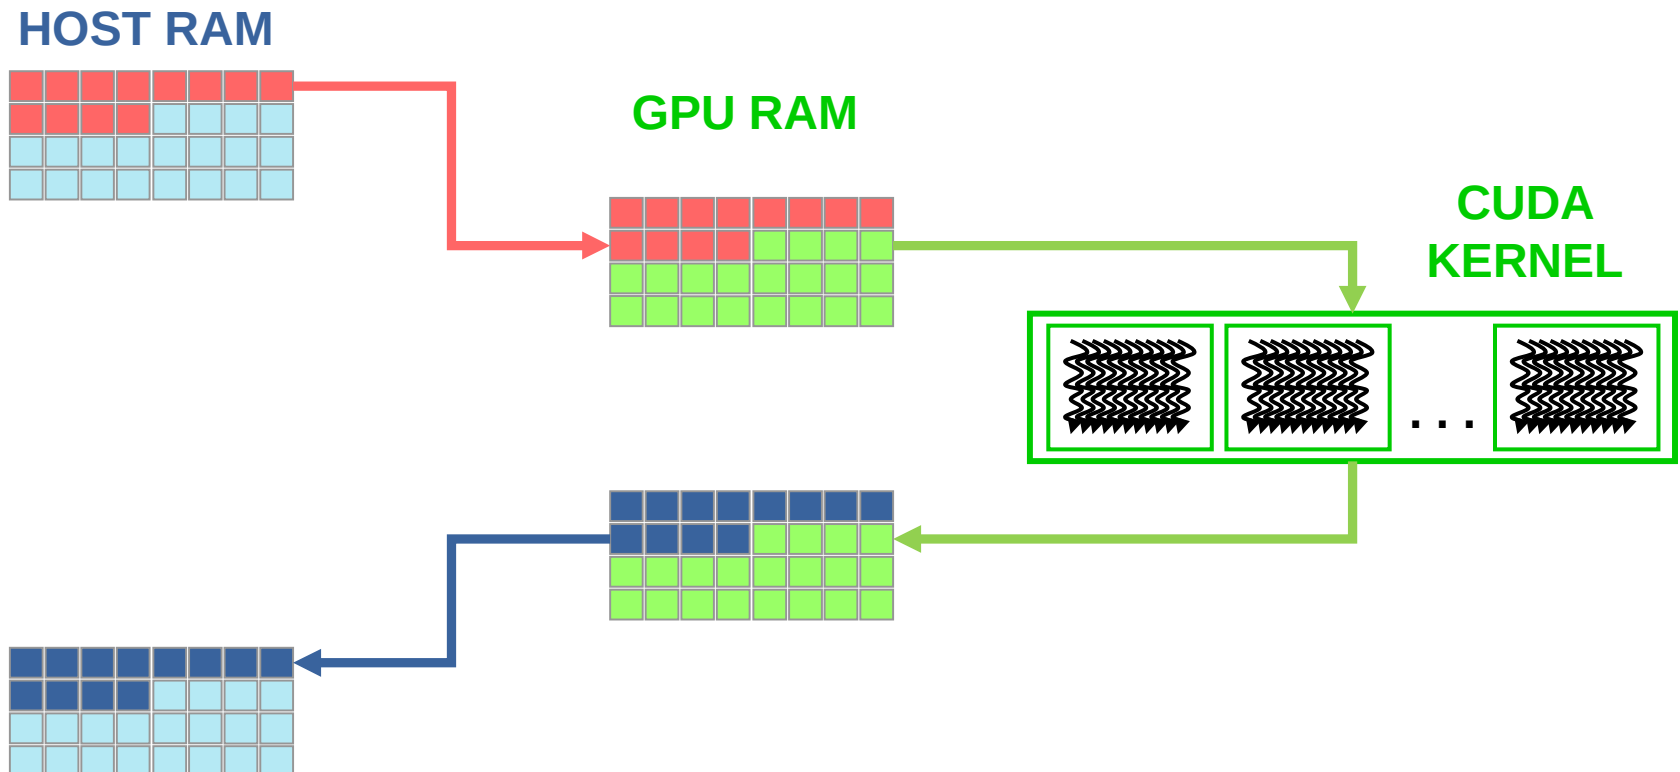 HOST RAM
GPU RAM
CUDA
KERNEL
. . .